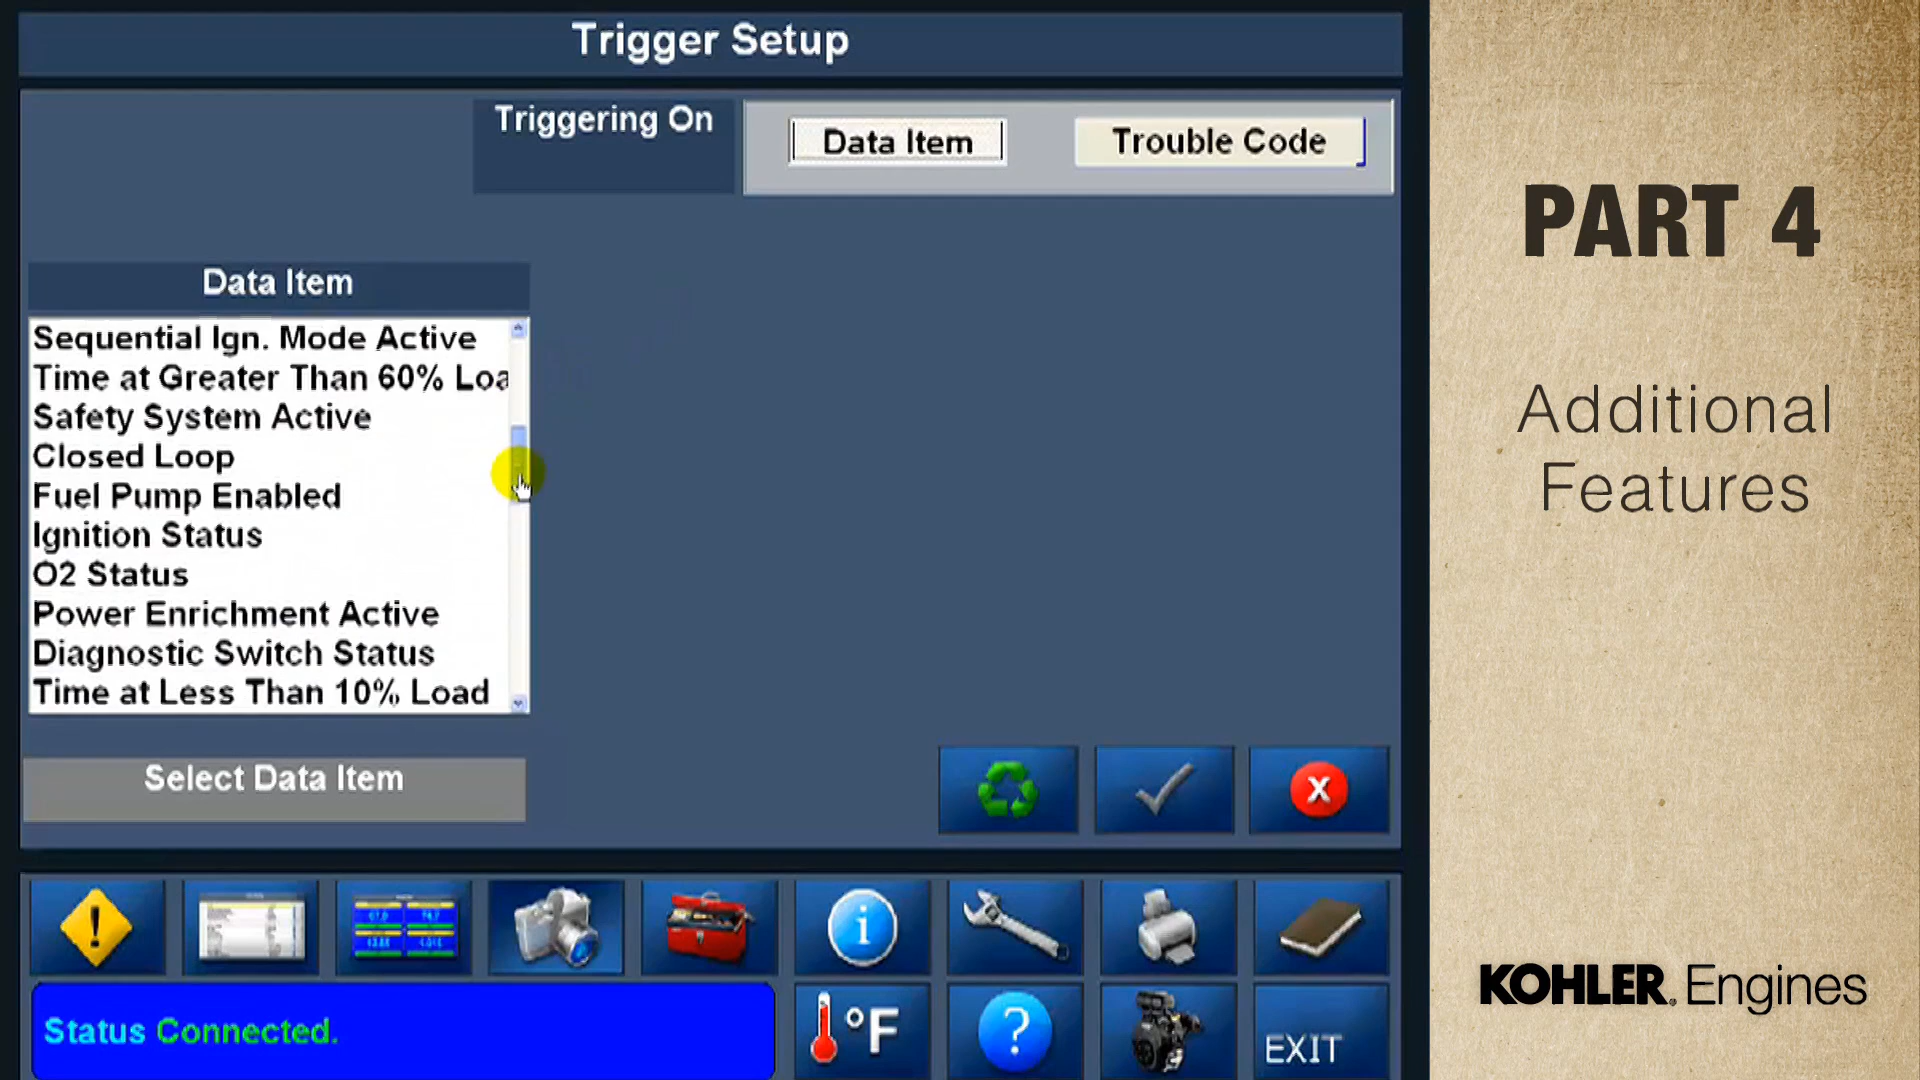 Trigger Setup
Triggering On
Data Item
Trouble Code
Data Item
Sequential Ign. Mode Active
Time at Greater Than 60% Loa
Safety System Active
Closed Loop
Fuel Pump Enabled
Ignition Status
O2 Status
Power Enrichment Active
Diagnostic Switch Status
Time at Less Than 10% Load
Select Data Item
Status Connected.
°F
EXIT
PART 4
Additional
Features
KOHLER® Engines